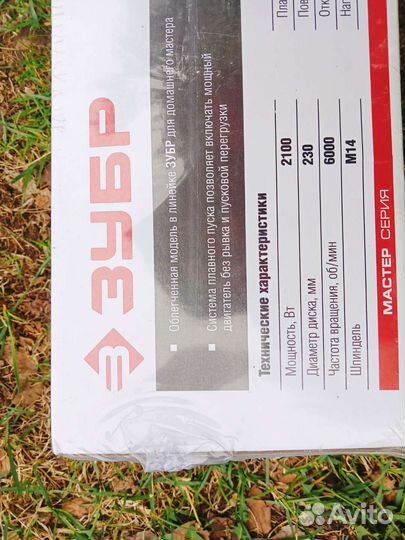 ЗУБР
Облегченная модель в линейке ЗУБР для домашнего мастера
Система плавного пуска позволяет включать мощный
двигатель без рывка и пусковой перегрузки
Технические характеристики
Мощность, Вт 2100
Диаметр диска, мм 230
Частота вращения, об/мин 6000
Шпиндель М14
МАСТЕР СЕРИЯ
Avito